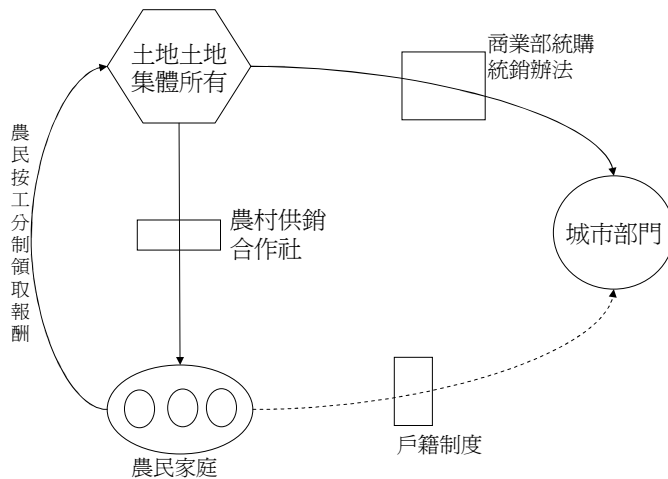 土地土地
集體所有
商業部統購
統銷辦法
農民按工分制領取報酬
農村供銷
合作社
城市部門
農民家庭
戶籍制度